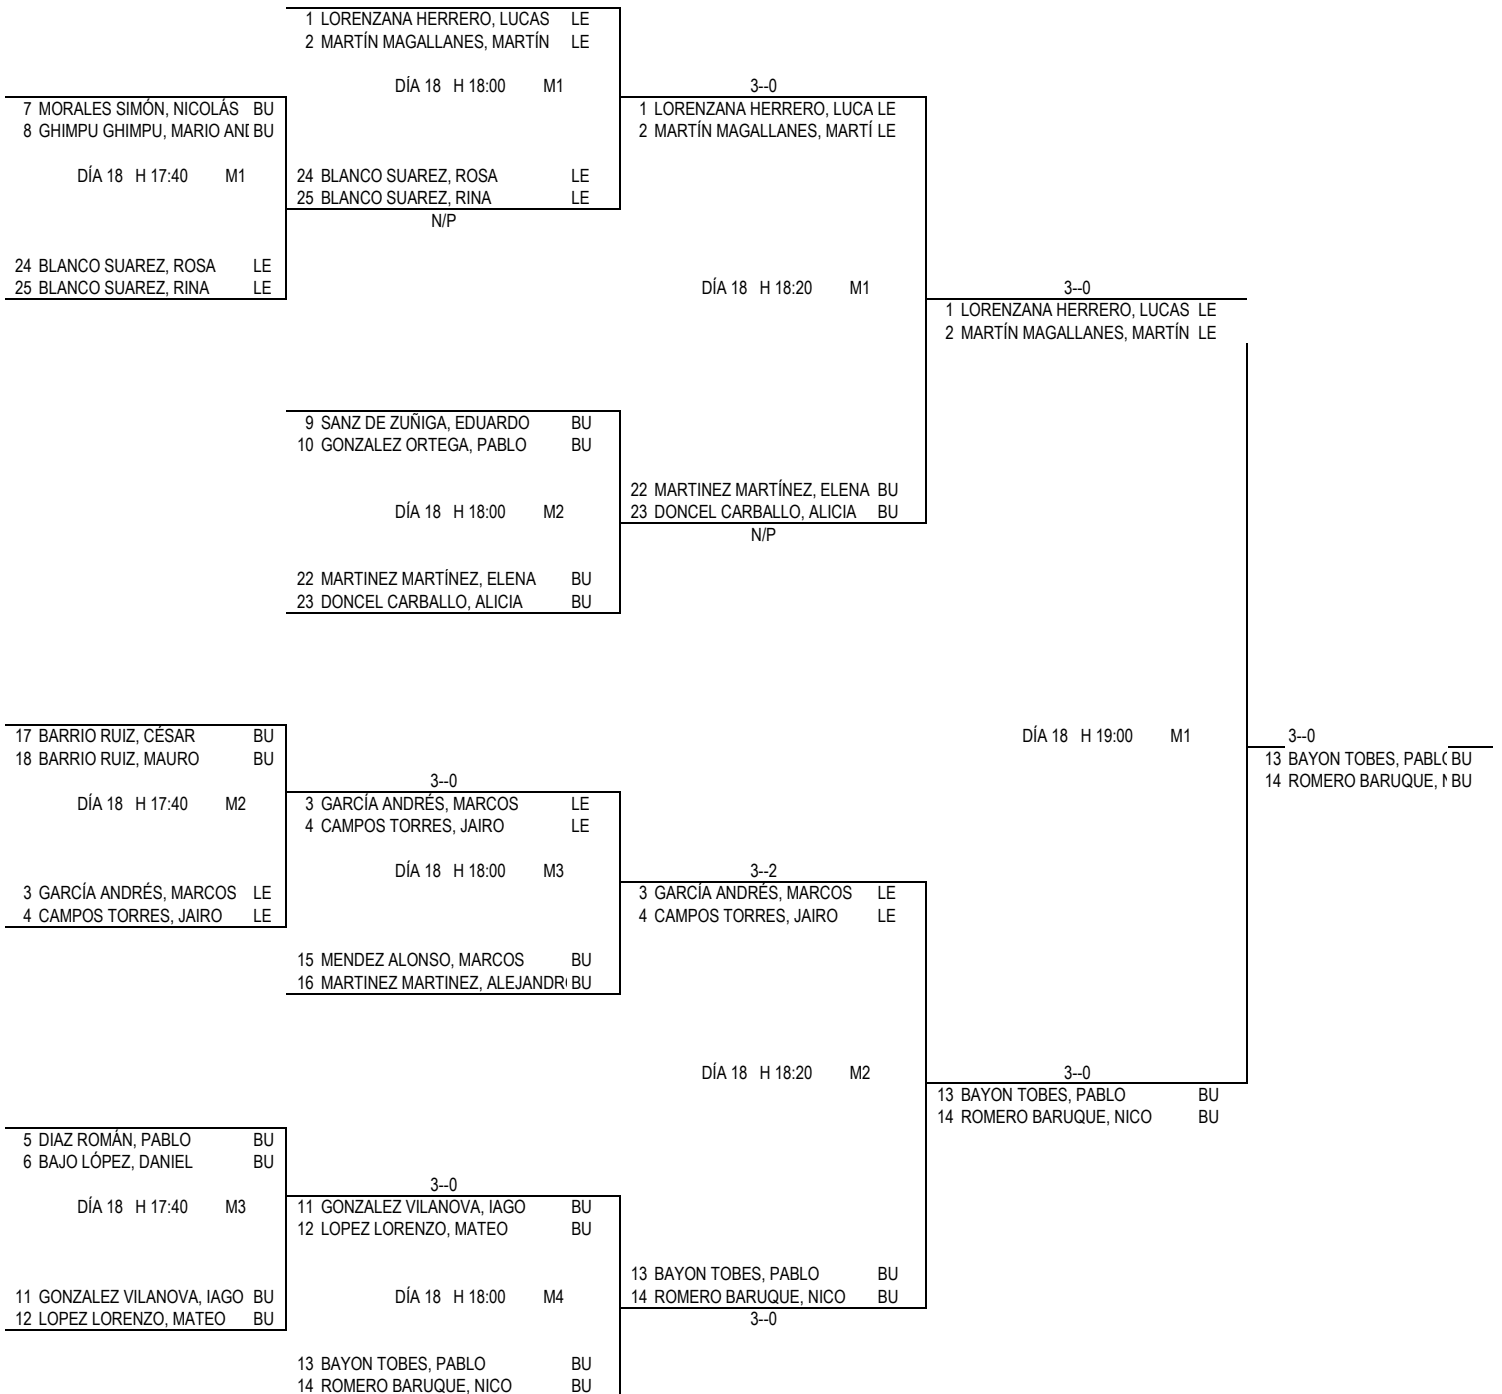 1 LORENZANA HERRERO, LUCAS LE
2 MARTÍN MAGALLANES, MARTÍN LE
DÍA 18 H 18:00 M1
3--0
7 MORALES SIMÓN, NICOLÁS BU
1 LORENZANA HERRERO, LUCA LE
8 GHIMPU GHIMPU, MARIO AN BU
2 MARTÍN MAGALLANES, MARTÍ LE
DÍA 18 H 17:40 M1
24 BLANCO SUAREZ, ROSA LE
25 BLANCO SUAREZ, RINA LE
N/P
24 BLANCO SUAREZ, ROSA LE
25 BLANCO SUAREZ, RINA LE
DÍA 18 H 18:20 M1
3--0
1 LORENZANA HERRERO, LUCAS LE
2 MARTÍN MAGALLANES, MARTÍN LE
9 SANZ DE ZUÑIGA, EDUARDO BU
10 GONZALEZ ORTEGA, PABLO BU
22 MARTINEZ MARTÍNEZ, ELENA BU
DÍA 18 H 18:00 M2
23 DONCEL CARBALLO, ALICIA BU
N/P
22 MARTINEZ MARTÍNEZ, ELENA BU
23 DONCEL CARBALLO, ALICIA BU
17 BARRIO RUIZ, CÉSAR BU
DÍA 18 H 19:00 M1
3--0
18 BARRIO RUIZ, MAURO BU
13 BAYON TOBES, PABL BU
3--0
14 ROMERO BARUQUE, BU
DÍA 18 H 17:40 M2
3 GARCÍA ANDRÉS, MARCOS LE
4 CAMPOS TORRES, JAIRO LE
DÍA 18 H 18:00 M3
3--2
3 GARCÍA ANDRÉS, MARCOS LE
3 GARCÍA ANDRÉS, MARCOS LE
4 CAMPOS TORRES, JAIRO LE
4 CAMPOS TORRES, JAIRO LE
15 MENDEZ ALONSO, MARCOS BU
16 MARTINEZ MARTINEZ, ALEJANDR BU
DÍA 18 H 18:20 M2
3--0
13 BAYON TOBES, PABLO BU
14 ROMERO BARUQUE, NICO BU
5 DIAZ ROMÁN, PABLO BU
6 BAJO LÓPEZ, DANIEL BU
3--0
DÍA 18 H 17:40 M3
11 GONZALEZ VILANOVA, IAGO BU
12 LOPEZ LORENZO, MATEO BU
13 BAYON TOBES, PABLO BU
11 GONZALEZ VILANOVA, IAGO BU
DÍA 18 H 18:00 M4
14 ROMERO BARUQUE, NICO BU
12 LOPEZ LORENZO, MATEO BU
3--0
13 BAYON TOBES, PABLO BU
14 ROMERO BARUQUE, NICO BU